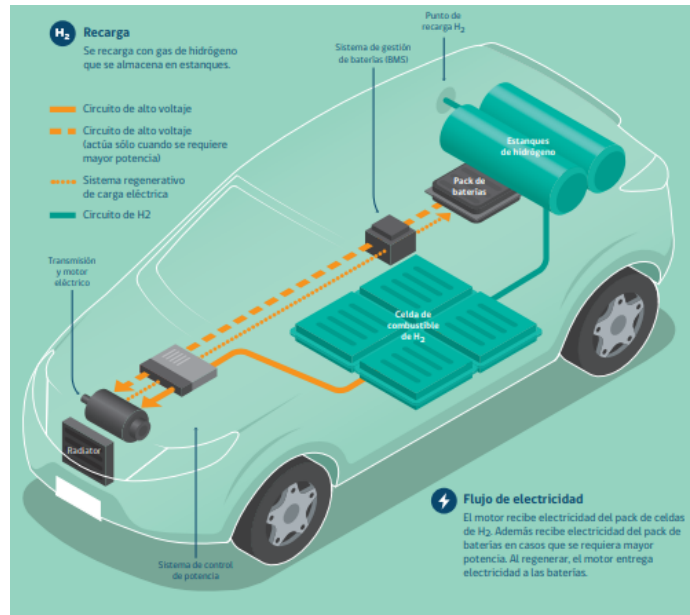 H₂ Recarga
Se recarga con gas de hidrógeno
que se almacena en estanques.
Circuito de alto voltaje
Circuito de alto voltaje
(actúa sólo cuando se requiere
mayor potencia)
Sistema regenerativo
de carga eléctrica
Circuito de H2
Punto de
recarga H₂
Sistema de gestión
de baterías (BMS)
Estanques
de hidrógeno
Pack de
baterías
Transmisión
y motor
eléctrico
Celda de
combustible
de H₂
Radiator
Sistema de control
de potencia
Flujo de electricidad
El motor recibe electricidad del pack de celdas
de H₂. Además recibe electricidad del pack de
baterías en casos que se requiera mayor
potencia. Al regenerar, el motor entrega
electricidad a las baterías.